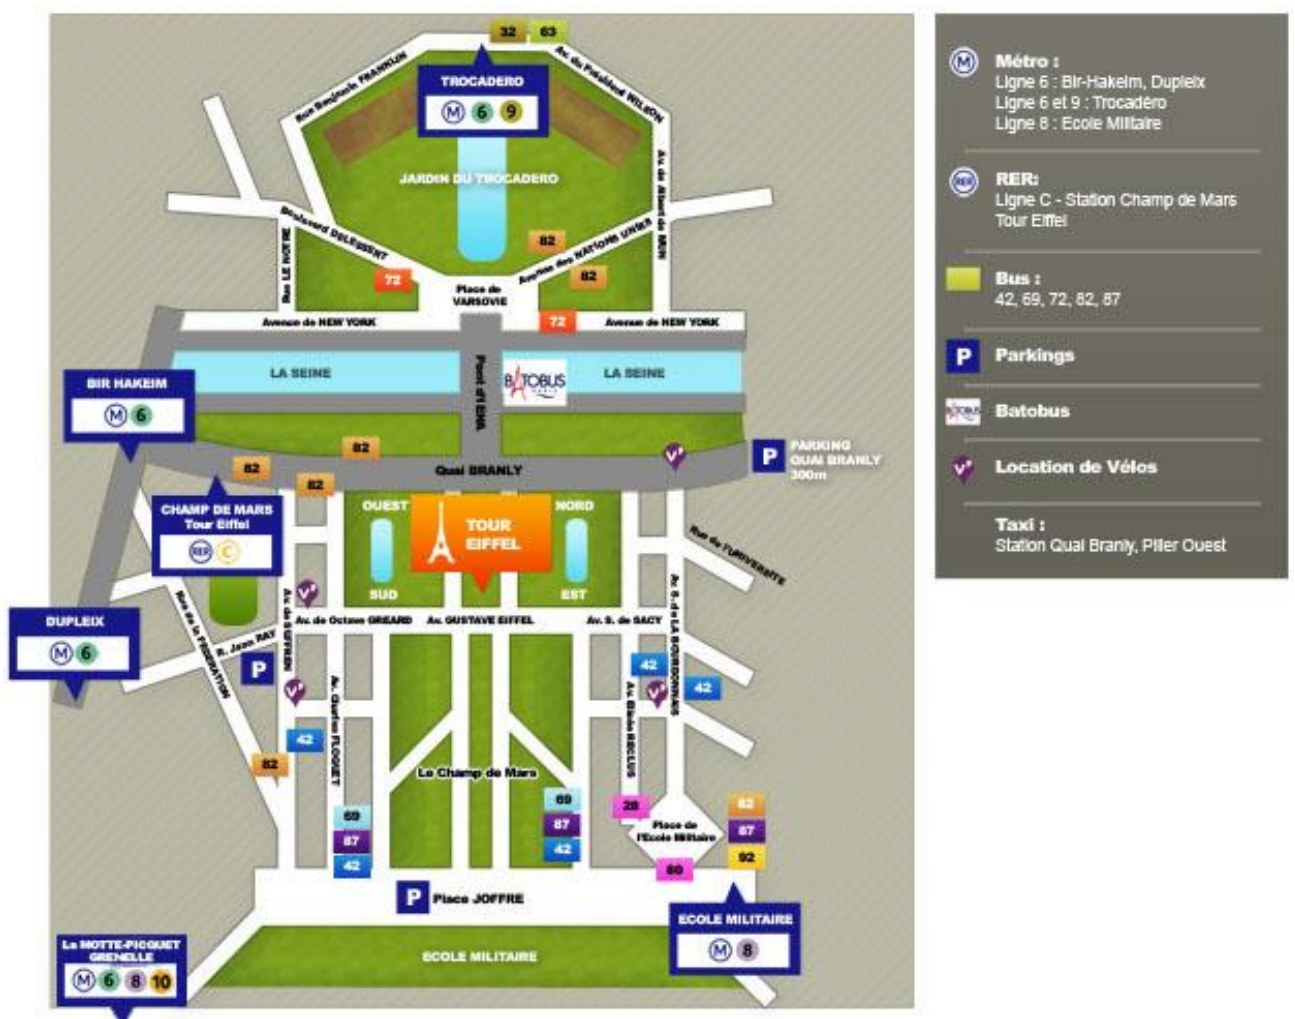 32
63
TROCADERO
M 6 9
Rue Benjamin FRANKLIN
Av. du Président WILSON
JARDIN DU TROCADERO
Av. de Albert de MUN
Boulevard DELESSERT
Rue LE NOTRE
82
Avenue des NATIONS UNIES
82
72
Place de
VARSOVIE
Avenue de NEW YORK
72
Avenue de NEW YORK
LA SEINE
Pont d'IENA
BATOBUS
PARIS
LA SEINE
BIR HAKEIM
M 6
82
82
82
Quai BRANLY
V'
P
PARKING
QUAI BRANLY
300m
CHAMP DE MARS
Tour Eiffel
RER C
OUEST
NORD
TOUR
EIFFEL
SUD
EST
Rue de l'UNIVERSITE
DUPLEIX
M 6
Rue de la FEDERATION
R. Jean RAY
P
Av. de SUFFREN
V'
Av. de Octave GREARD
Av. GUSTAVE EIFFEL
Av. S. de SACY
Av. S. de LA BOURDONNAIS
V'
Av. Charles FLOQUET
42
V'
42
Av. Elisée RECLUS
42
82
Le Champ de Mars
69
87
42
69
87
42
28
Place de
l'Ecole Militaire
80
82
87
92
P
Place JOFFRE
ECOLE MILITAIRE
M 8
ECOLE MILITAIRE
La MOTTE-PICQUET
GRENELLE
M 6 8 10
M
Métro :
Ligne 6 : Bir-Hakeim, Dupleix
Ligne 6 et 9 : Trocadéro
Ligne 8 : Ecole Militaire
RER
RER:
Ligne C - Station Champ de Mars
Tour Eiffel
Bus :
42, 69, 72, 82, 87
P
Parkings
BATOBUS
Batobus
V'
Location de Vélos
Taxi :
Station Quai Branly, Pilier Ouest